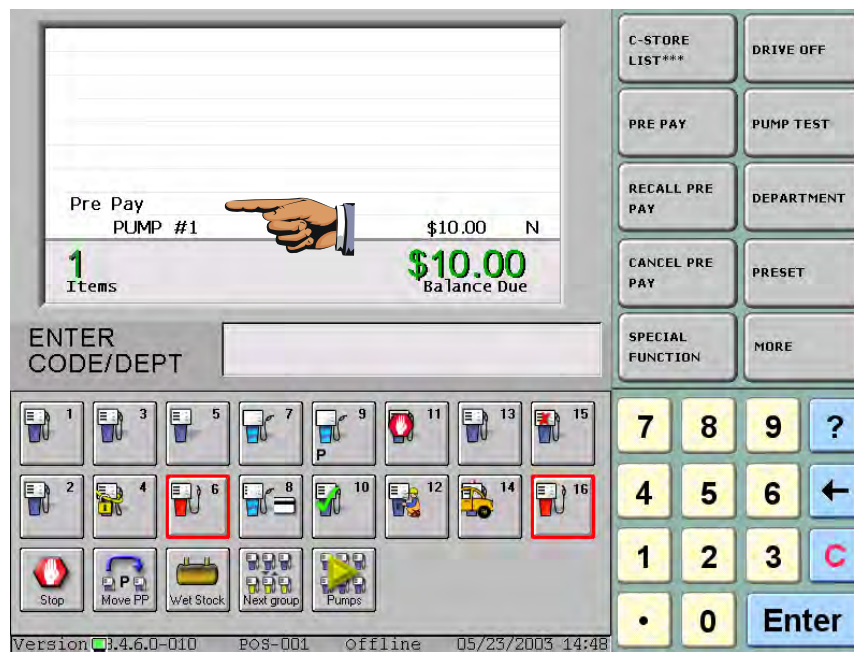 Pre Pay
PUMP #1 $10.00 N
1 $10.00
Items Balance Due
ENTER
CODE/DEPT
C-STORE
LIST***
DRIVE OFF
PRE PAY
PUMP TEST
RECALL PRE
PAY
DEPARTMENT
CANCEL PRE
PAY
PRESET
SPECIAL
FUNCTION
MORE
1 3 5 7 9 11 13 15
P
2 4 6 8 10 12 14 16
Stop Move PP Wet Stock Next group Pumps
P
7 8 9 ?
4 5 6 ←
1 2 3 C
. 0 Enter
Version .4.6.0-010 POS-001 Offline 05/23/2003 14:48